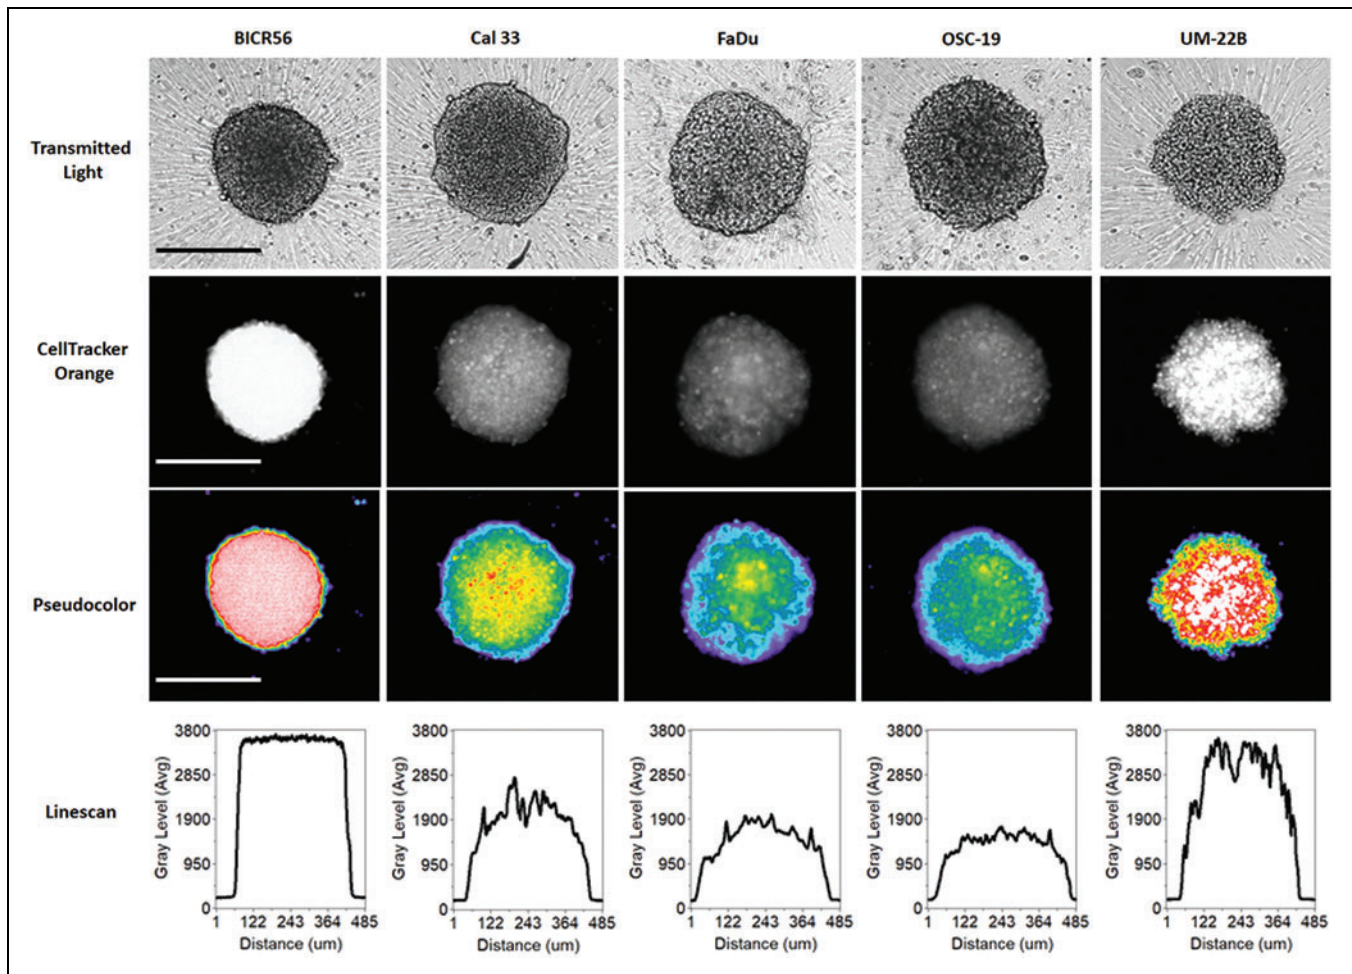 BICR56 Cal 33 FaDu OSC-19 UM-22B
Transmitted
Light
CellTracker
Orange
Pseudocolor
Linescan
Gray Level (Avg)
3800
2850
1900
950
0
1 122 243 364 485
Distance (um)
Gray Level (Avg)
3800
2850
1900
950
0
1 122 243 364 485
Distance (um)
Gray Level (Avg)
3800
2850
1900
950
0
1 122 243 364 485
Distance (um)
Gray Level (Avg)
3800
2850
1900
950
0
1 122 243 364 485
Distance (um)
Gray Level (Avg)
3800
2850
1900
950
0
1 122 243 364 485
Distance (um)